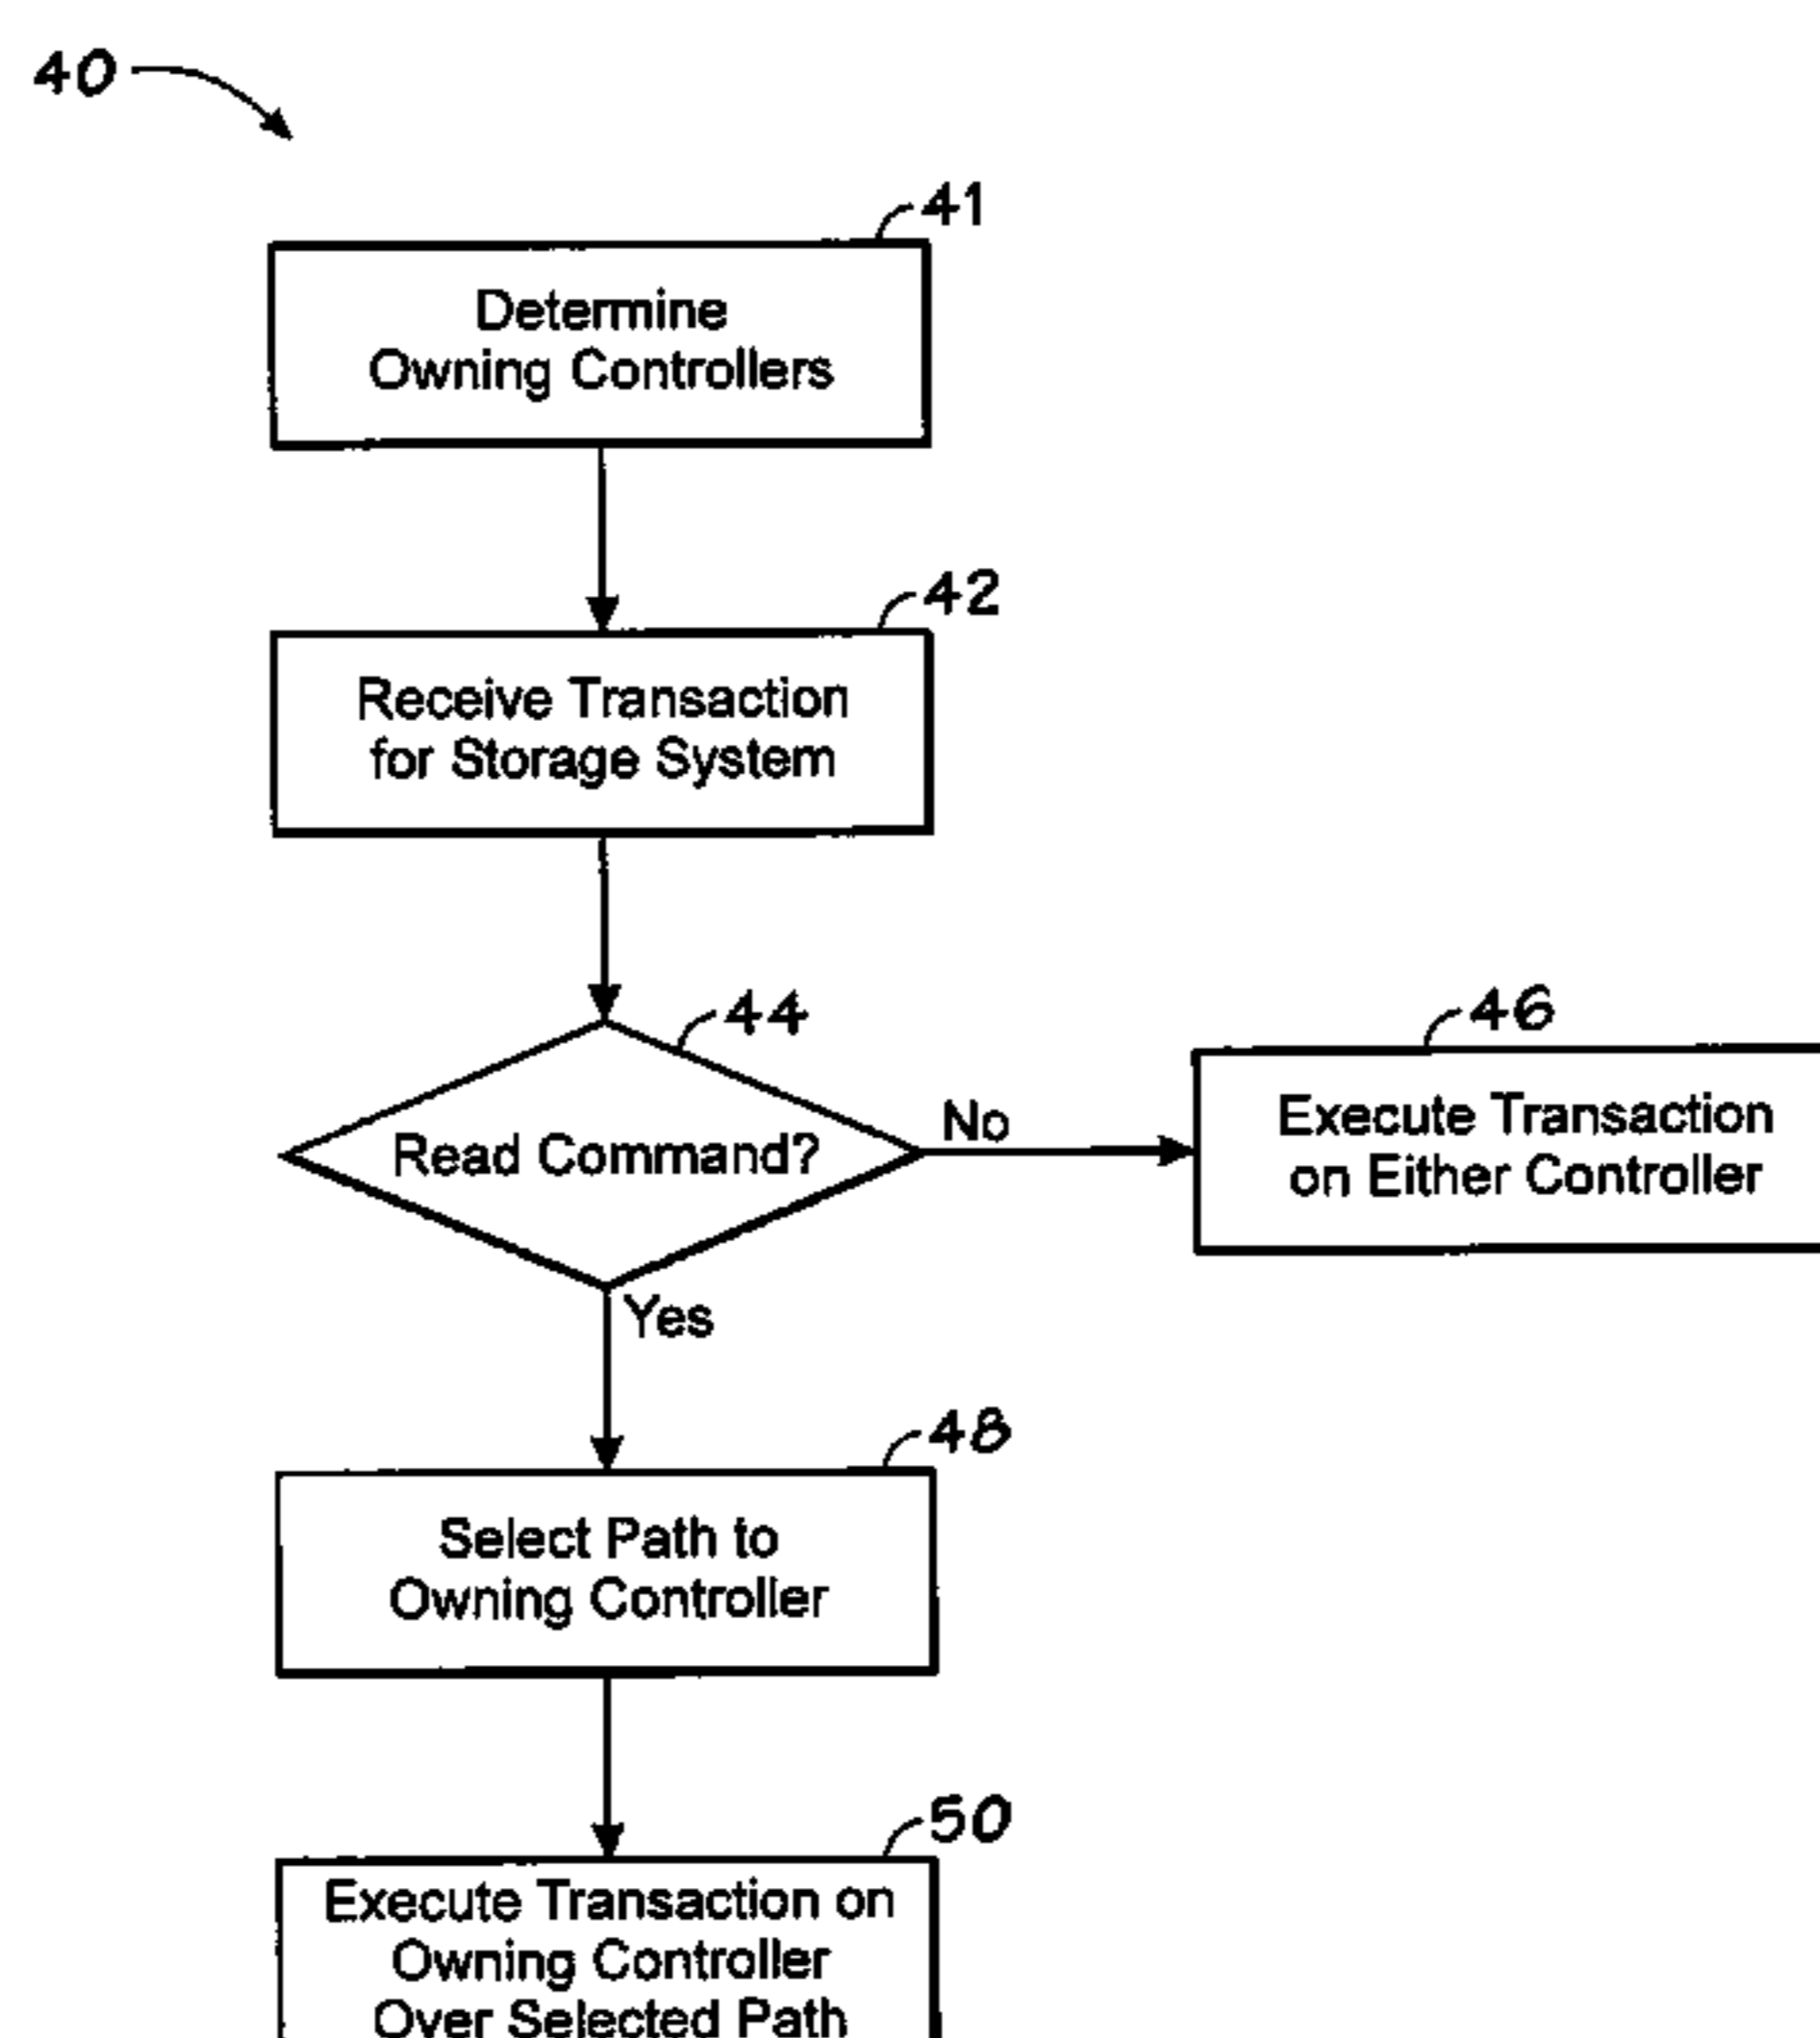 40
41
Determine
Owning Controllers
42
Receive Transaction
for Storage System
44
Read Command?
No
46
Execute Transaction
on Either Controller
Yes
48
Select Path to
Owning Controller
50
Execute Transaction on
Owning Controller
Over Selected Path